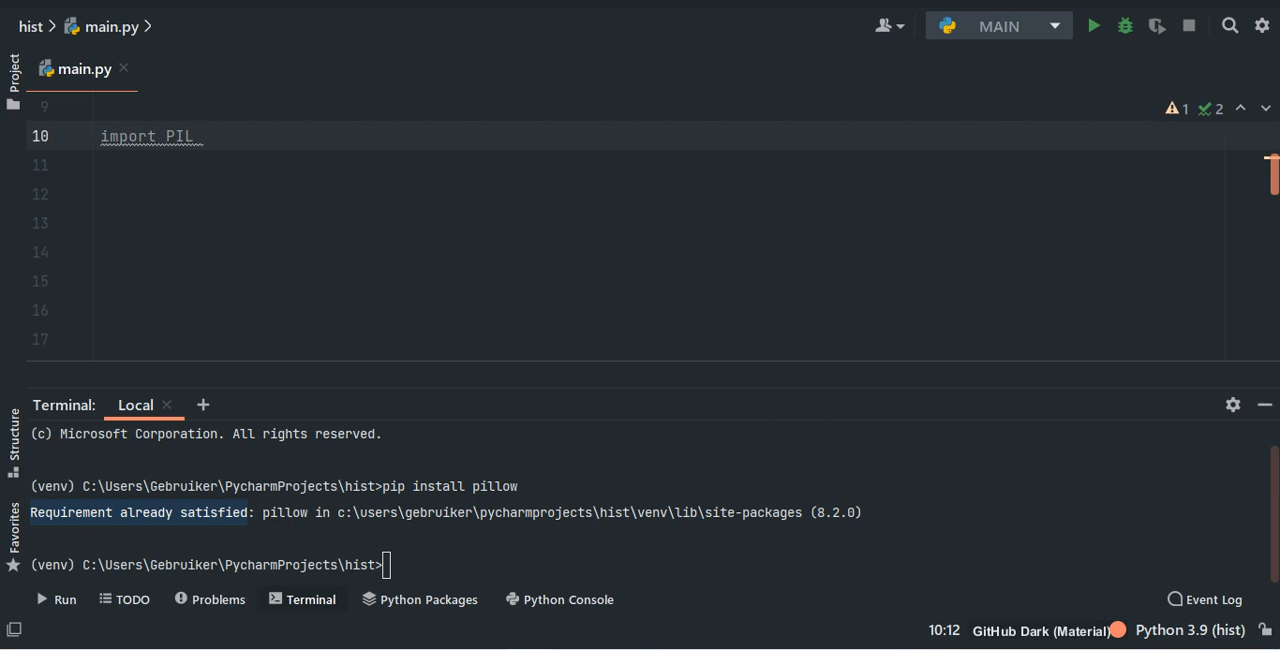 hist main.py
MAIN
Project
main.py
9
1 2
10 import PIL
11
12
13
14
15
16
17
Structure
Favorites
Terminal: Local +
(c) Microsoft Corporation. All rights reserved.
(venv) C:\Users\Gebruiker\PycharmProjects\hist>pip install pillow
Requirement already satisfied: pillow in c:\users\gebruiker\pycharmprojects\hist\venv\lib\site-packages (8.2.0)
(venv) C:\Users\Gebruiker\PycharmProjects\hist>
Run TODO Problems Terminal Python Packages Python Console Event Log
10:12 GitHub Dark (Material) Python 3.9 (hist)